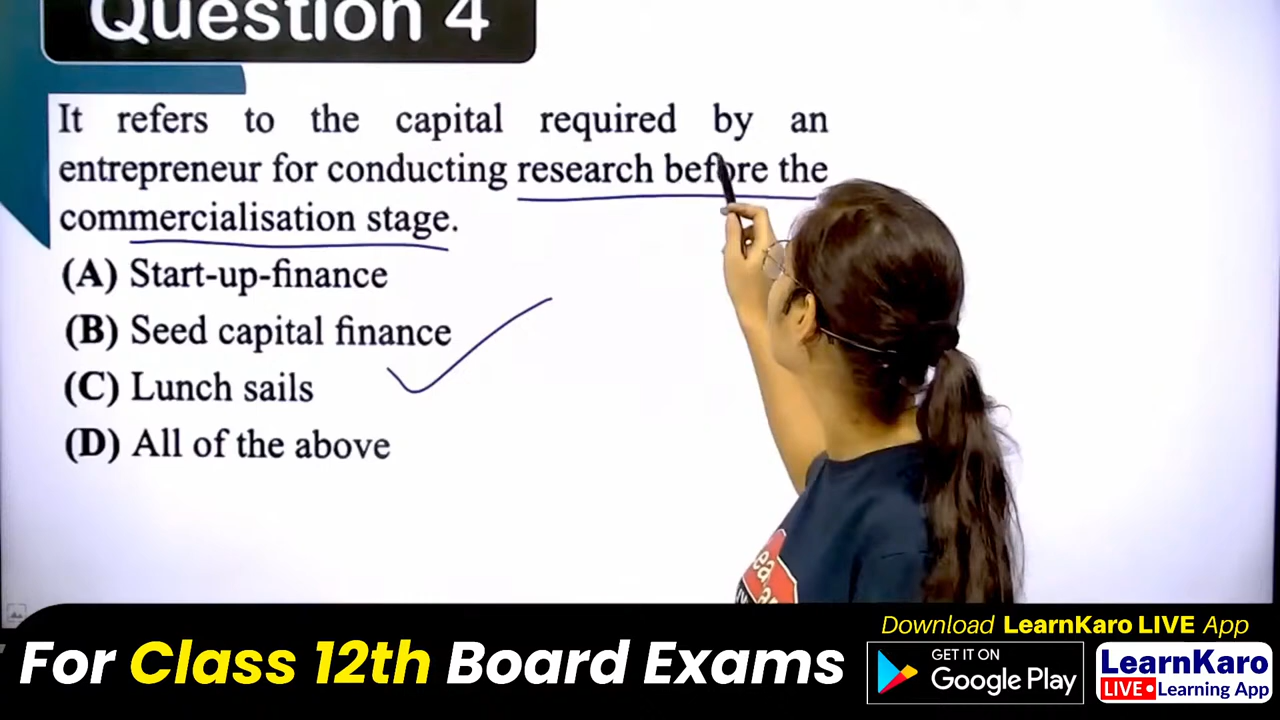 Question 4
It refers to the capital required by an
entrepreneur for conducting research before the
commercialisation stage.
(A) Start-up-finance
(B) Seed capital finance
(C) Lunch sails
(D) All of the above
For Class 12th Board Exams
Download LearnKaro LIVE App
GET IT ON
Google Play
LearnKaro
LIVE Learning App